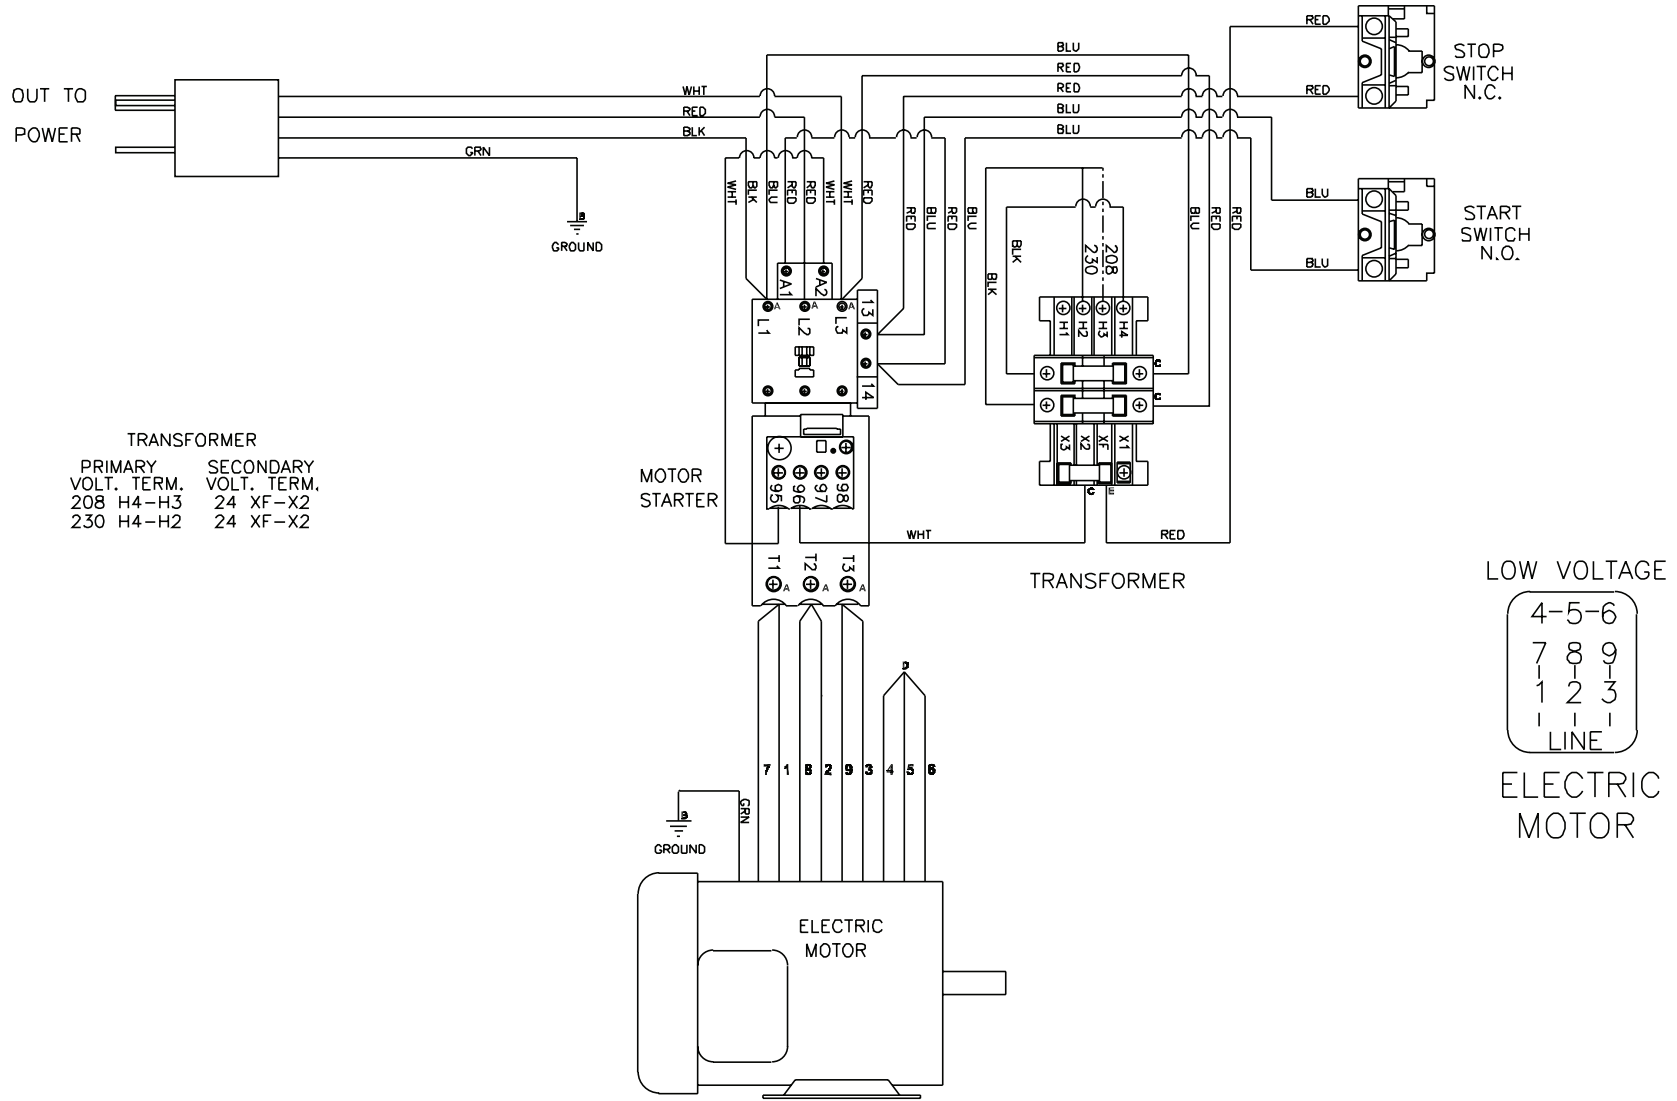 RED
STOP
SWITCH
N.C.
BLU
RED
RED
RED
BLU
BLU
OUT TO
POWER
WHT
RED
BLK
GRN
B
GROUND
WHT
BLK
BLU
RED
RED
WHT
WHT
RED
RED
BLU
RED
BLU
BLK
BLK
230
208
BLU
RED
RED
BLU
START
SWITCH
N.O.
BLU
A1
A2
A
A
A
L1
L2
L3
13
14
H1
H2
H3
H4
C
C
X3
X2
XF
X1
C
E
TRANSFORMER
PRIMARY SECONDARY
VOLT. TERM. VOLT. TERM.
208 H4-H3 24 XF-X2
230 H4-H2 24 XF-X2
MOTOR
STARTER
95
96
97
98
WHT
RED
TRANSFORMER
T1
T2
T3
A
A
A
D
7 1 8 2 9 3 4 5 6
GRN
B
GROUND
ELECTRIC
MOTOR
LOW VOLTAGE
4-5-6
7 8 9
1 2 3
LINE
ELECTRIC
MOTOR